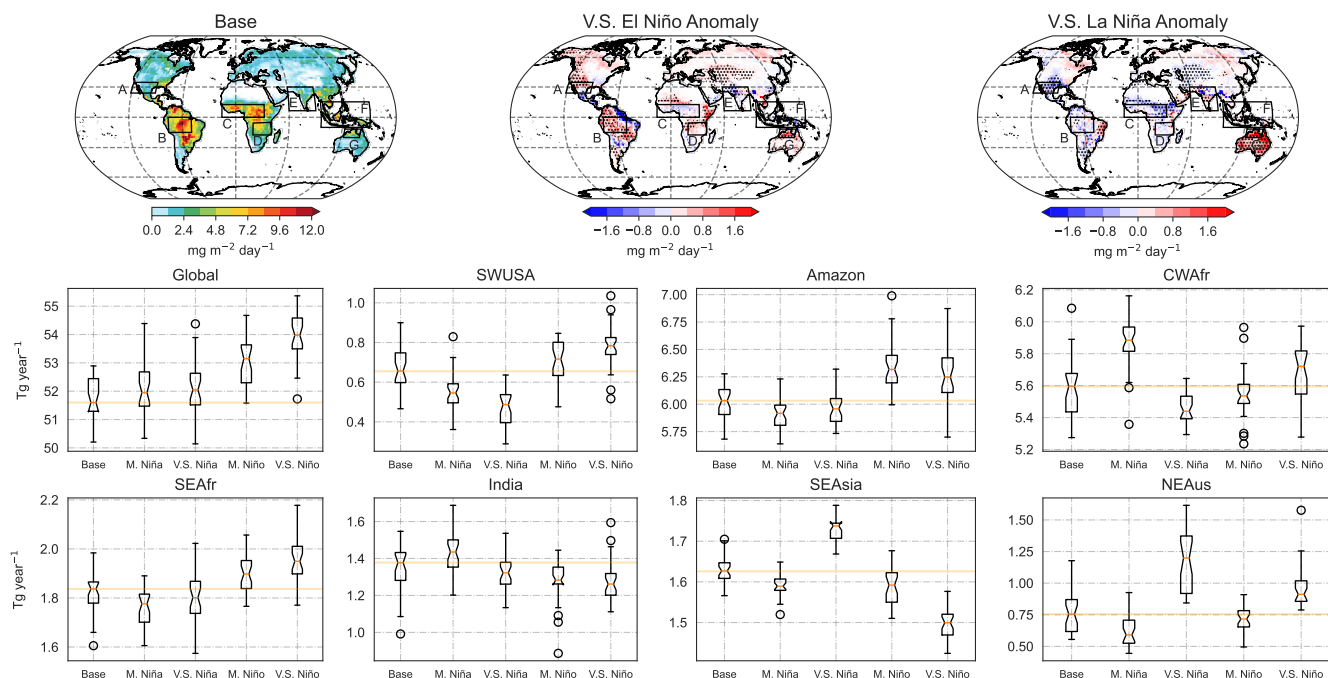 Base V.S. El Niño Anomaly V.S. La Niña Anomaly
A B C D E F G
A B C D E F G
A B C D E F G
0.0 2.4 4.8 7.2 9.6 12.0
mg m⁻² day⁻¹
−1.6 −0.8 0.0 0.8 1.6
mg m⁻² day⁻¹
−1.6 −0.8 0.0 0.8 1.6
mg m⁻² day⁻¹
Global
Tg year⁻¹
55
54
53
52
51
50
Base M. Niña V.S. Niña M. Niño V.S. Niño
SWUSA
1.0
0.8
0.6
0.4
Base M. Niña V.S. Niña M. Niño V.S. Niño
Amazon
7.00
6.75
6.50
6.25
6.00
5.75
Base M. Niña V.S. Niña M. Niño V.S. Niño
CWAfr
6.2
6.0
5.8
5.6
5.4
5.2
Base M. Niña V.S. Niña M. Niño V.S. Niño
SEAfr
Tg year⁻¹
2.2
2.0
1.8
1.6
Base M. Niña V.S. Niña M. Niño V.S. Niño
India
1.6
1.4
1.2
1.0
Base M. Niña V.S. Niña M. Niño V.S. Niño
SEAsia
1.8
1.7
1.6
1.5
Base M. Niña V.S. Niña M. Niño V.S. Niño
NEAus
1.50
1.25
1.00
0.75
0.50
Base M. Niña V.S. Niña M. Niño V.S. Niño